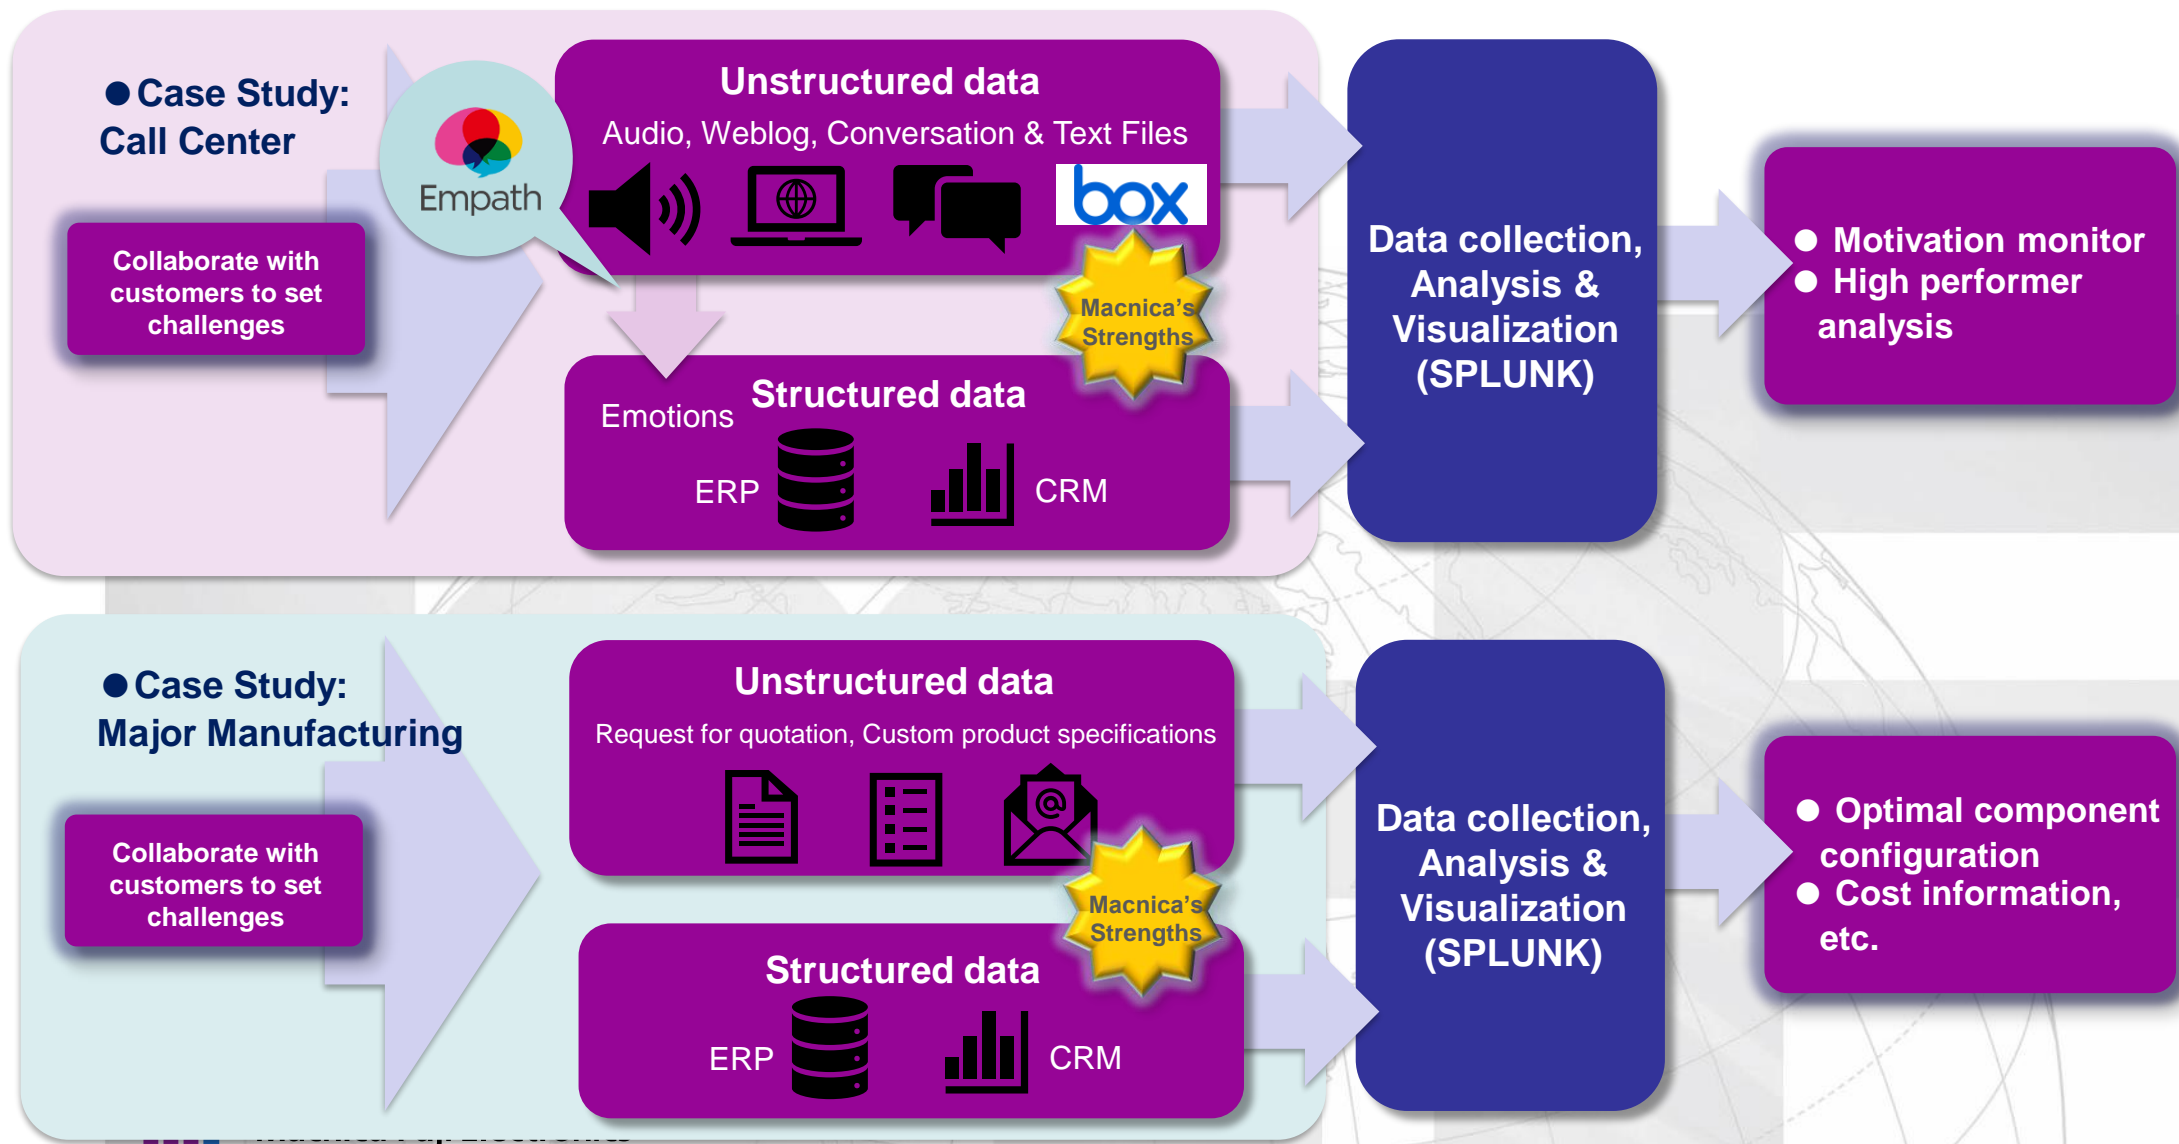 ● Case Study:
Call Center
Collaborate with
customers to set
challenges
Empath
Unstructured data
Audio, Weblog, Conversation & Text Files
box
Macnica's
Strengths
Structured data
Emotions
ERP
CRM
Data collection,
Analysis &
Visualization
(SPLUNK)
● Motivation monitor
● High performer
analysis
● Case Study:
Major Manufacturing
Collaborate with
customers to set
challenges
Unstructured data
Request for quotation, Custom product specifications
@
Macnica's
Strengths
Structured data
ERP
CRM
Data collection,
Analysis &
Visualization
(SPLUNK)
● Optimal component
configuration
● Cost information,
etc.